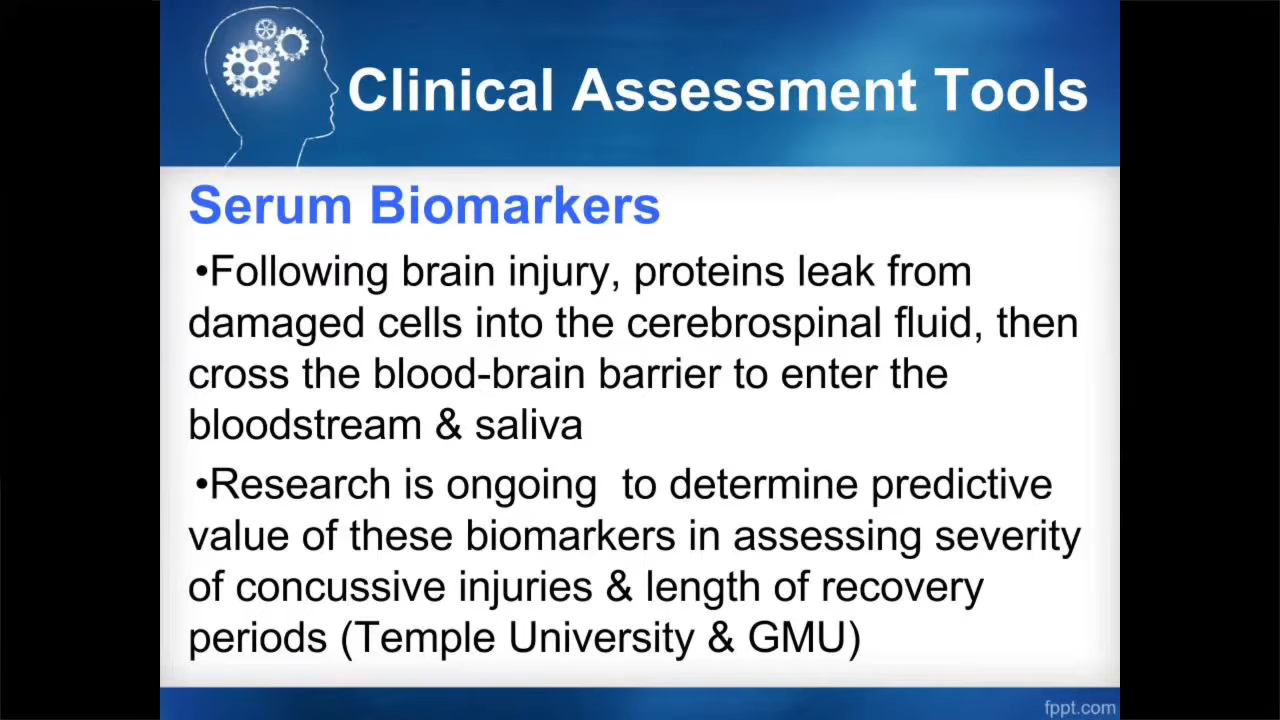 Clinical Assessment Tools
Serum Biomarkers
•Following brain injury, proteins leak from
damaged cells into the cerebrospinal fluid, then
cross the blood-brain barrier to enter the
bloodstream & saliva
•Research is ongoing  to determine predictive
value of these biomarkers in assessing severity
of concussive injuries & length of recovery
periods (Temple University & GMU)
fppt.com